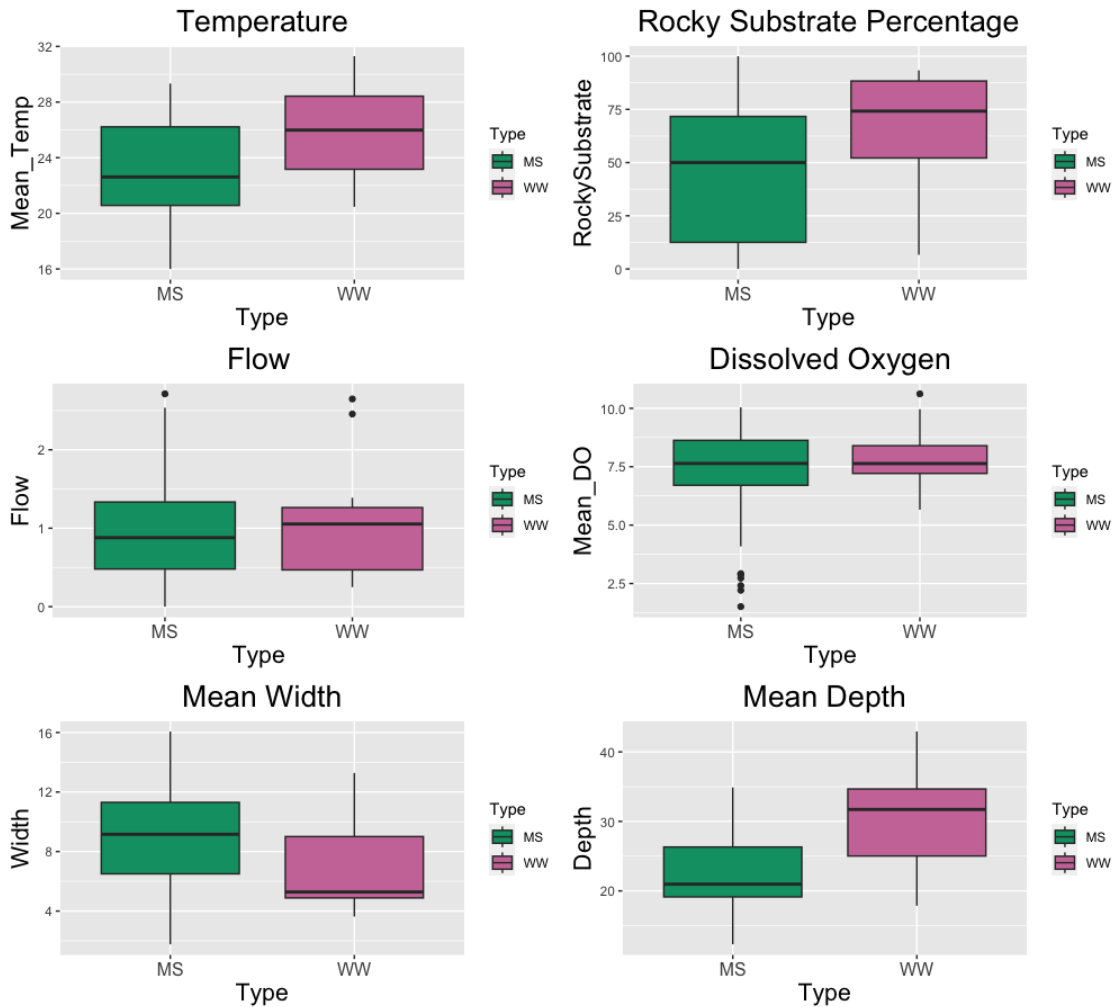 Temperature
Mean_Temp
32
28
24
20
16
MS
WW
Type
Type
MS
WW
Rocky Substrate Percentage
RockySubstrate
100
75
50
25
0
MS
WW
Type
Type
MS
WW
Flow
Flow
2
1
0
MS
WW
Type
Type
MS
WW
Dissolved Oxygen
Mean_DO
10.0
7.5
5.0
2.5
MS
WW
Type
Type
MS
WW
Mean Width
Width
16
12
8
4
MS
WW
Type
Type
MS
WW
Mean Depth
Depth
40
30
20
MS
WW
Type
Type
MS
WW